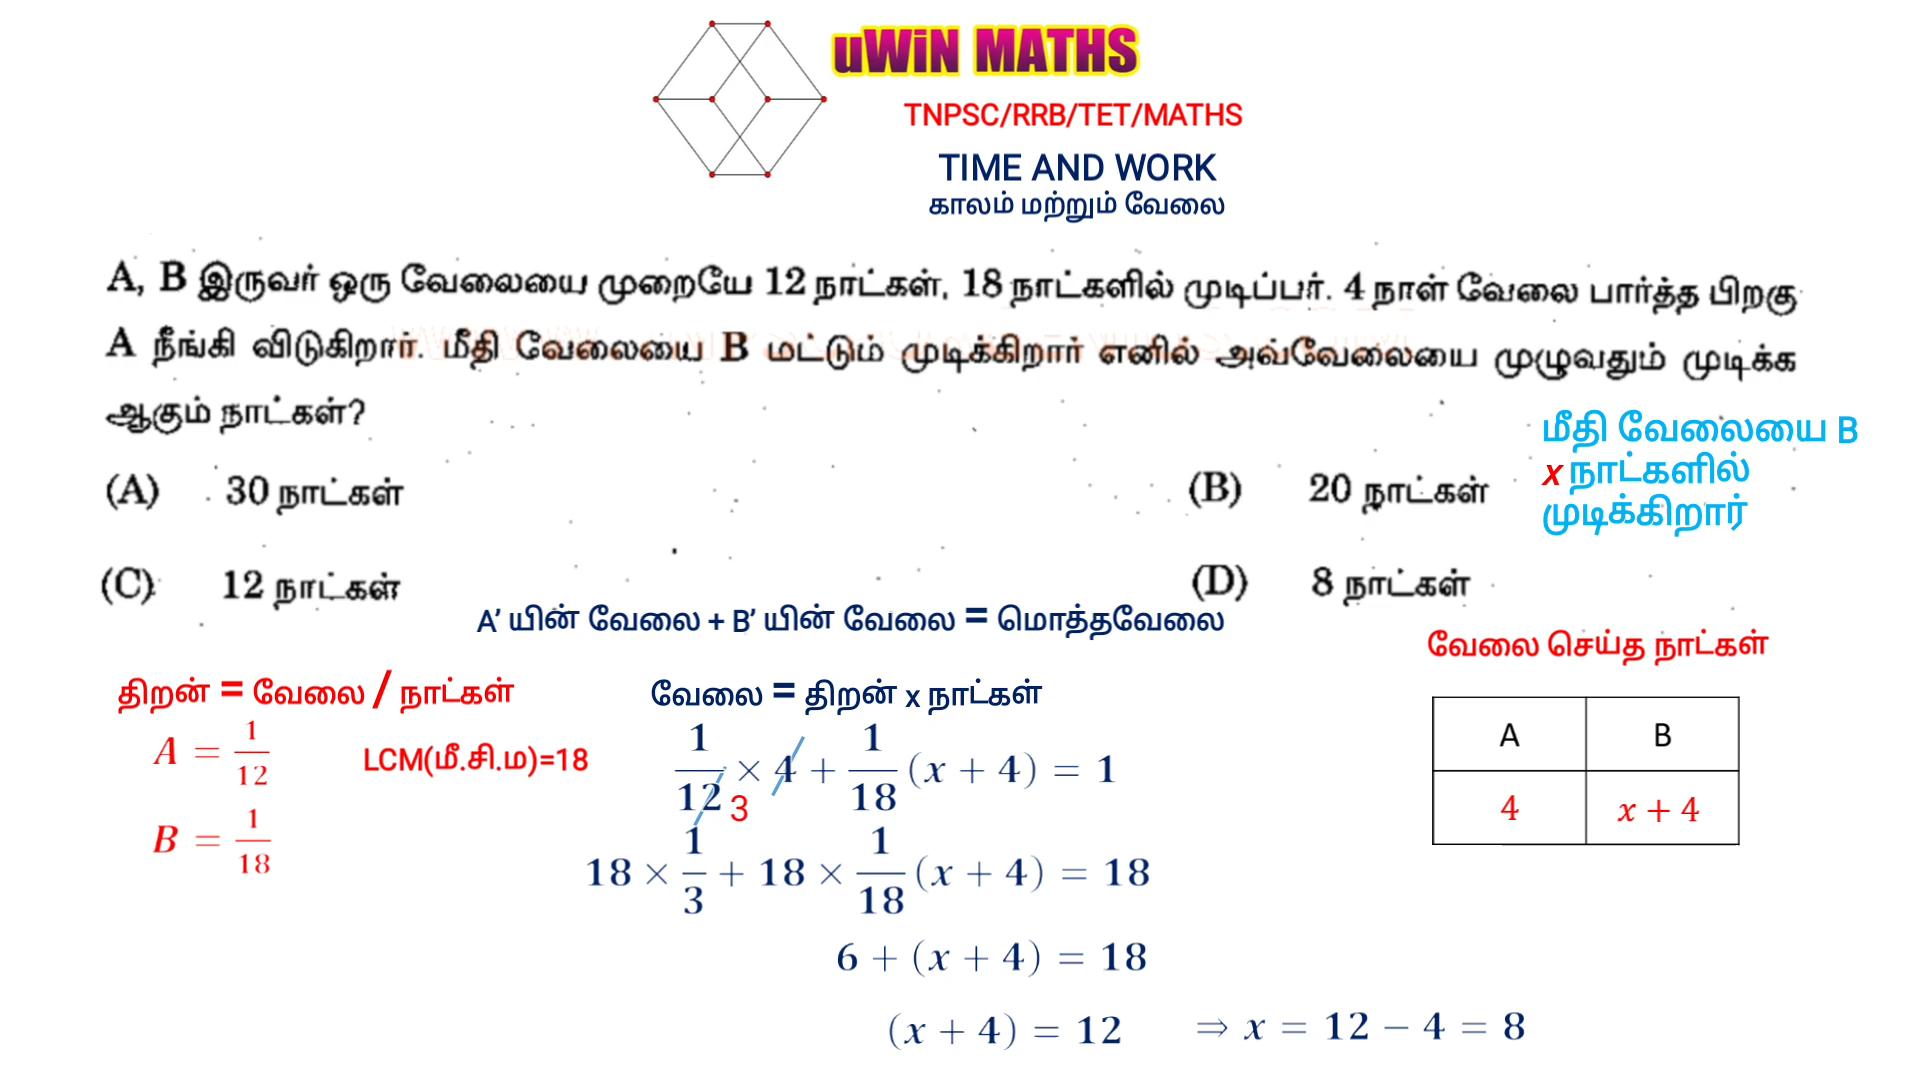 uWiN MATHS
TNPSC/RRB/TET/MATHS
TIME AND WORK
காலம் மற்றும் வேலை
A, B இருவர் ஒரு வேலையை முறையே 12 நாட்கள், 18 நாட்களில் முடிப்பர். 4 நாள் வேலை பார்த்த பிறகு
A நீங்கி விடுகிறார். மீதி வேலையை B மட்டும் முடிக்கிறார் எனில் அவ்வேலையை முழுவதும் முடிக்க
ஆகும் நாட்கள்?
மீதி வேலையை B
x நாட்களில்
முடிக்கிறார்
(A) 30 நாட்கள்
(B) 20 நாட்கள்
(C) 12 நாட்கள்
(D) 8 நாட்கள்
A’ யின் வேலை + B’ யின் வேலை = மொத்தவேலை
வேலை செய்த நாட்கள்
திறன் = வேலை / நாட்கள்
வேலை = திறன் x நாட்கள்
A = 1/12
LCM(மீ.சி.ம)=18
B = 1/18
1/12 × 4 + 1/18 (x + 4) = 1
3
A B
4 x + 4
18 × 1/3 + 18 × 1/18 (x + 4) = 18
6 + (x + 4) = 18
(x + 4) = 12 ⇒ x = 12 − 4 = 8